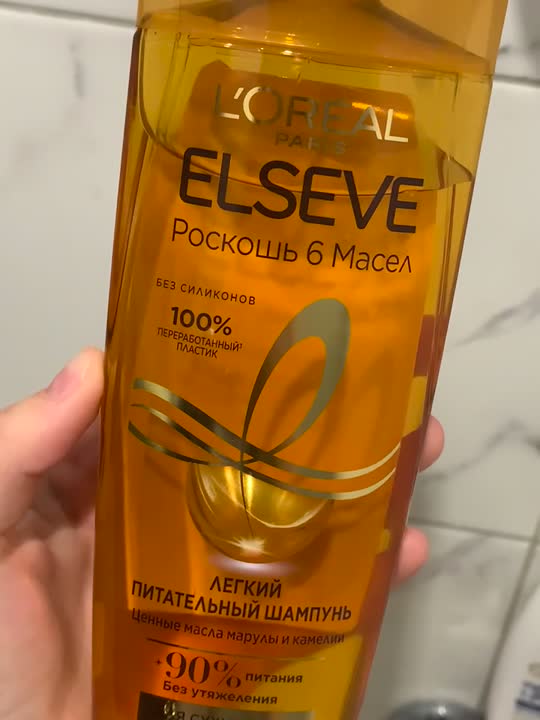 L'ORÉAL
PARIS
ELSEVE
Роскошь 6 Масел
БЕЗ СИЛИКОНОВ
100%
ПЕРЕРАБОТАННЫЙ¹
ПЛАСТИК
ЛЕГКИЙ
ПИТАТЕЛЬНЫЙ ШАМПУНЬ
Ценные масла марулы и камелии
+90% питания
Без утяжеления